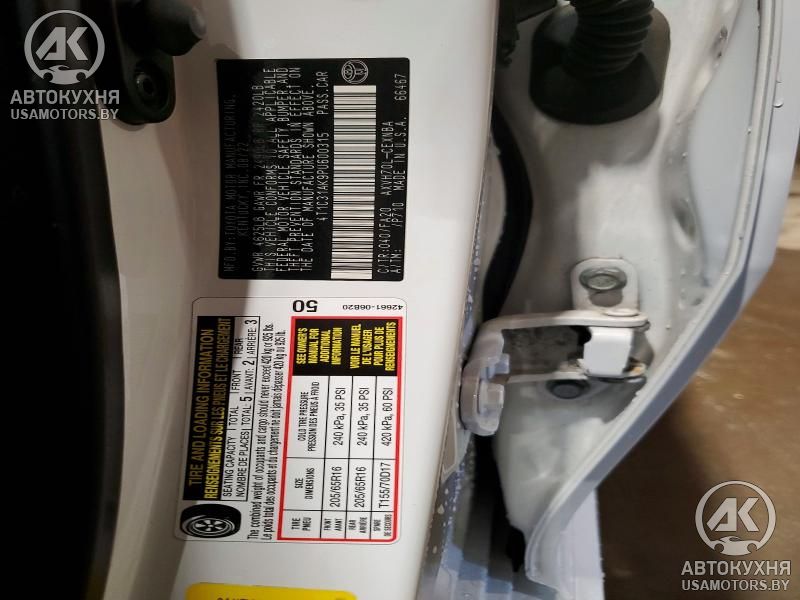 АК
АВТОКУХНЯ
USAMOTORS.BY
MFD.BY:TOYOTA MOTOR MANUFACTURING,
KENTUCKY, INC. 10/22
GVWR 4625LB GAWR FR 2420LB
THIS VEHICLE CONFORMS TO ALL APPLICABLE
FEDERAL MOTOR VEHICLE SAFETY, BUMPER, AND
THEFT PREVENTION STANDARDS IN EFFECT ON
THE DATE OF MANUFACTURE SHOWN ABOVE.
4T1C31AK9PU600315 PASS.CAR
C/TR:040/FA20 AXVH70L-CEXNBA
A/TM: /P710 MADE IN U.S.A. 66467
TIRE AND LOADING INFORMATION
RENSEIGNEMENTS SUR LES PNEUS ET LE CHARGEMENT
SEATING CAPACITY TOTAL FRONT REAR
NOMBRE DE PLACES TOTAL: 5 AVANT: 2 ARRIÈRE: 3
The combined weight of occupants and cargo should never exceed 420 kg or 925 lbs.
Le poids total des occupants et du chargement ne doit jamais dépasser 420 kg ou 925 lb.
TIRE
PNEU
SIZE
DIMENSIONS
COLD TIRE PRESSURE
PRESSION DES PNEUS À FROID
SEE OWNER'S
MANUAL FOR
ADDITIONAL
INFORMATION
VOIR LE MANUEL
DE L'USAGER
POUR PLUS DE
RENSEIGNEMENTS
FRONT
AVANT
205/65R16
240 kPa, 35 PSI
REAR
ARRIÈRE
205/65R16
240 kPa, 35 PSI
SPARE
DE SECOURS
T155/70D17
420 kPa, 60 PSI
50
42661-06B20
АК
АВТОКУХНЯ
USAMOTORS.BY